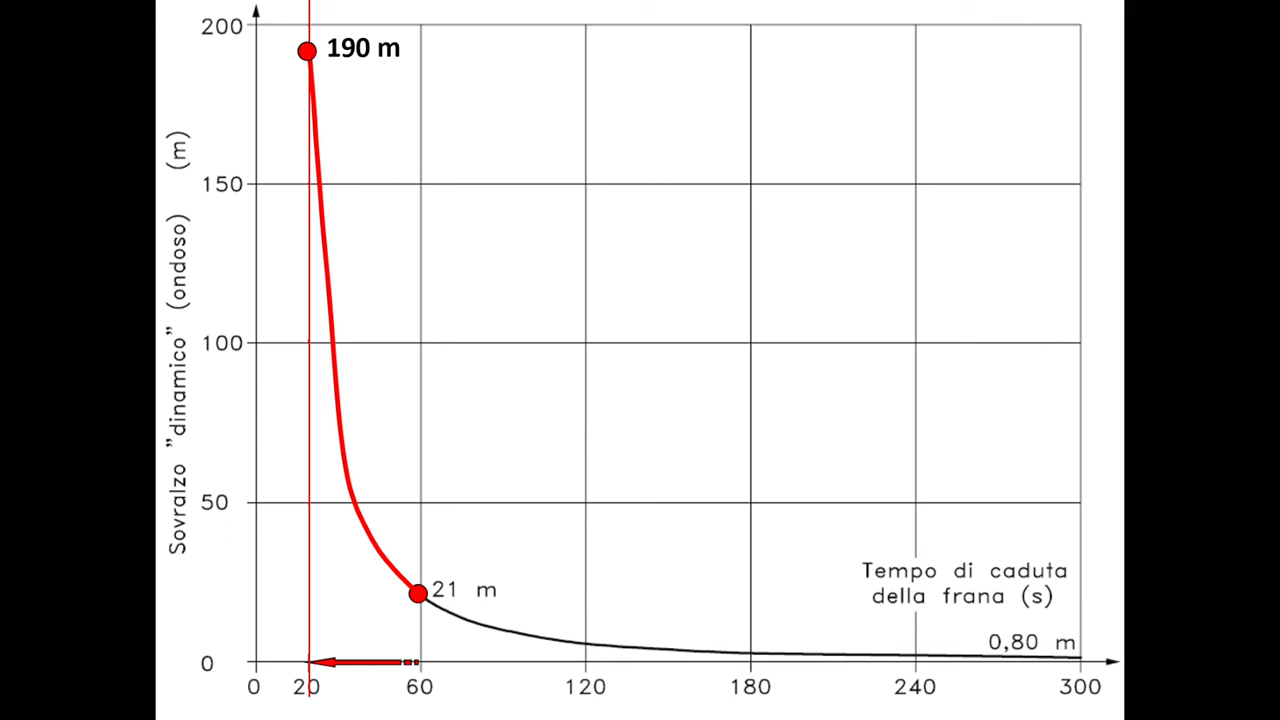 200
190 m
150
100
50
0
Sovralzo "dinamico" (ondoso) (m)
21 m
Tempo di caduta
della frana (s)
0,80 m
0 20 60 120 180 240 300